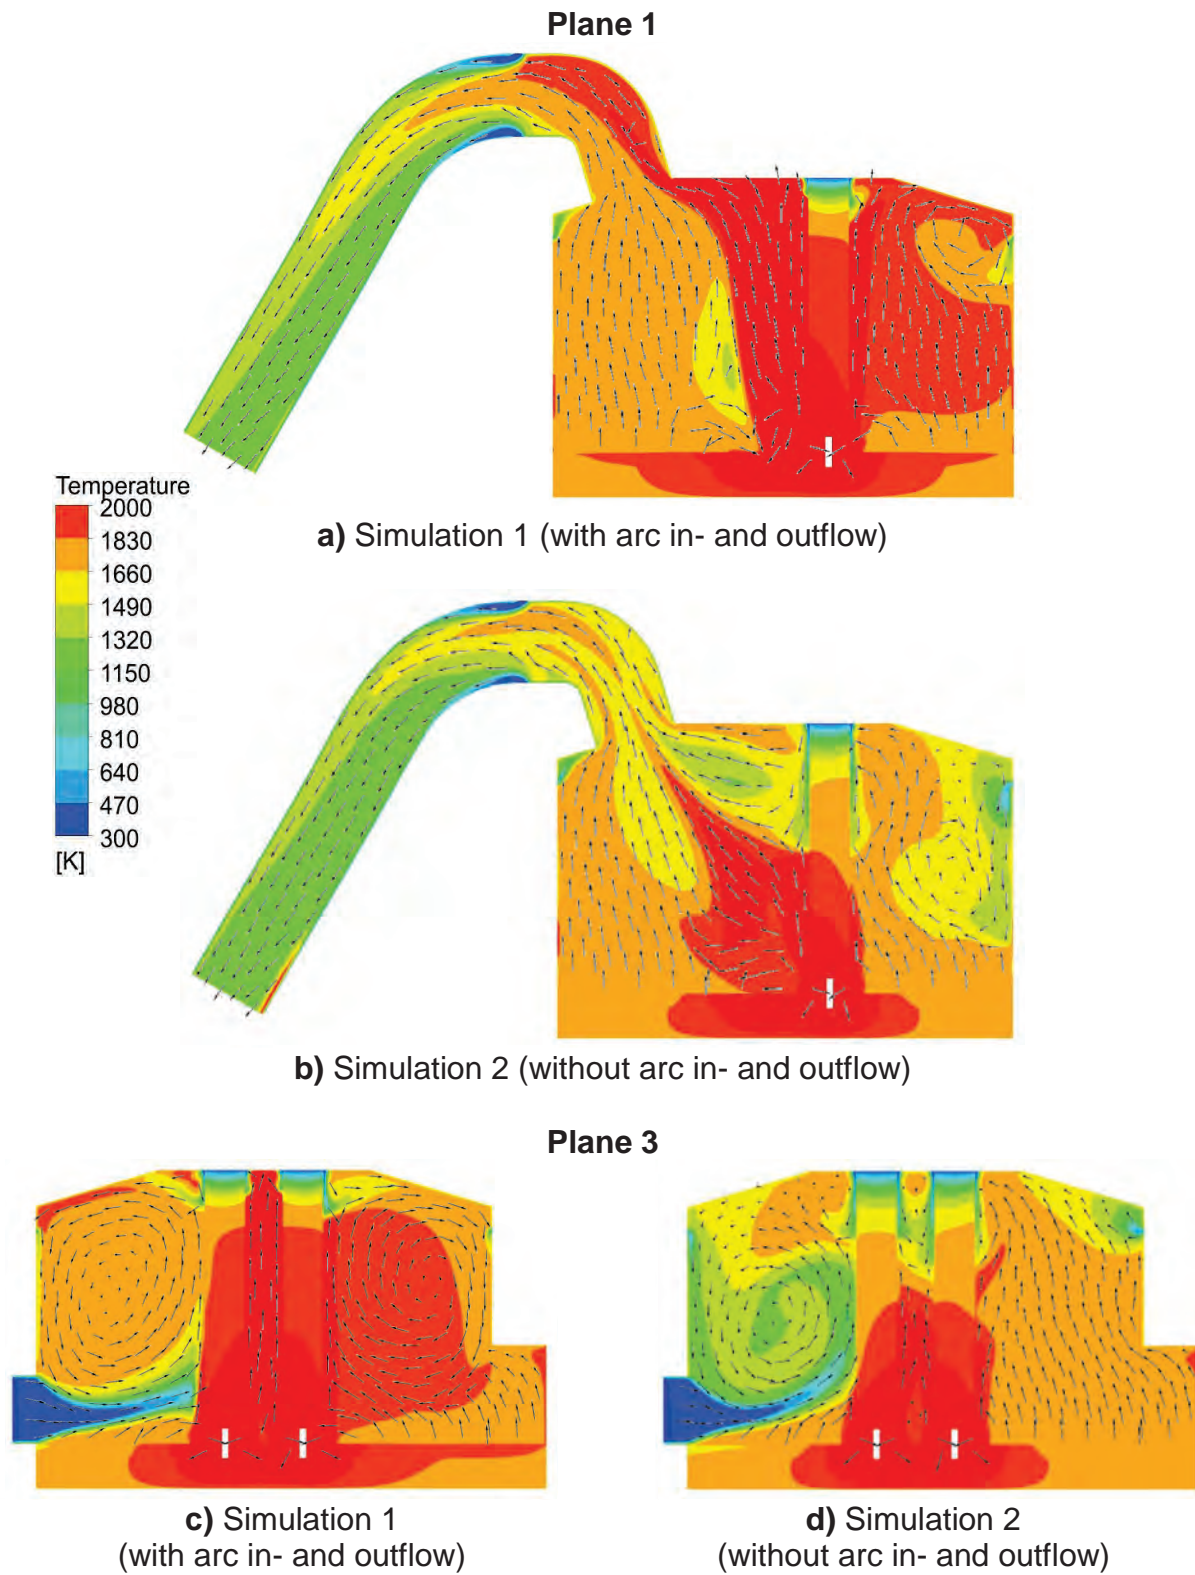 Plane 1
a) Simulation 1 (with arc in- and outflow)
Temperature
2000
1830
1660
1490
1320
1150
980
810
640
470
300
[K]
b) Simulation 2 (without arc in- and outflow)
Plane 3
c) Simulation 1
(with arc in- and outflow)
d) Simulation 2
(without arc in- and outflow)